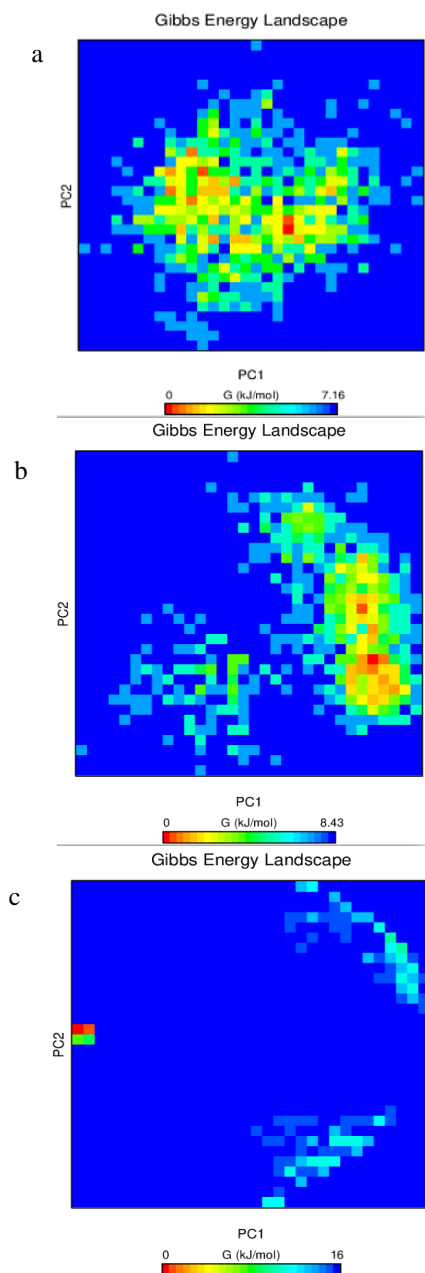 Gibbs Energy Landscape
a
PC2
PC1
0 G (kJ/mol) 7.16
Gibbs Energy Landscape
b
PC2
PC1
0 G (kJ/mol) 8.43
Gibbs Energy Landscape
c
PC2
PC1
0 G (kJ/mol) 16